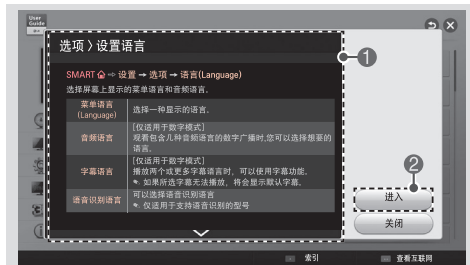 User
Guide
选项 > 设置语言
❶
SMART ⇨ 设置 → 选项 → 语言(Language)
选择屏幕上显示的菜单语言和音频语言。
菜单语言
(Language)
选择一种显示的语言。
音频语言
[仅适用于数字模式]
观看包含几种音频语言的数字广播时,您可以选择想要的
语言。
字幕语言
[仅适用于数字模式]
播放两个或更多字幕语言时，可以使用字幕功能。
如果所选字幕无法播放，将会显示默认字幕。
语音识别语言
可以选择语音识别语言
仅适用于支持语音识别的型号
❷
进入
关闭
索引
查看互联网